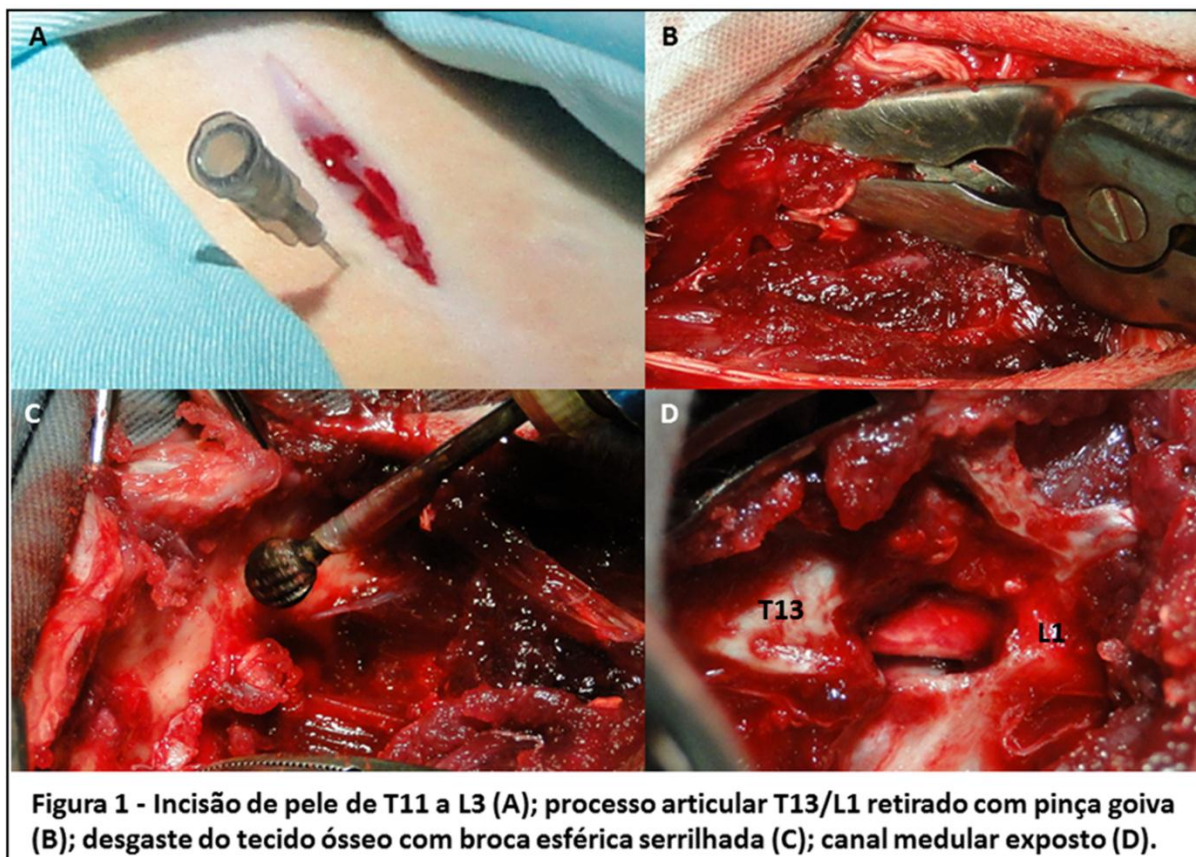 A
B
C
D
T13
L1
Figura 1 - Incisão de pele de T11 a L3 (A); processo articular T13/L1 retirado com pinça goiva
(B); desgaste do tecido ósseo com broca esférica serrilhada (C); canal medular exposto (D).